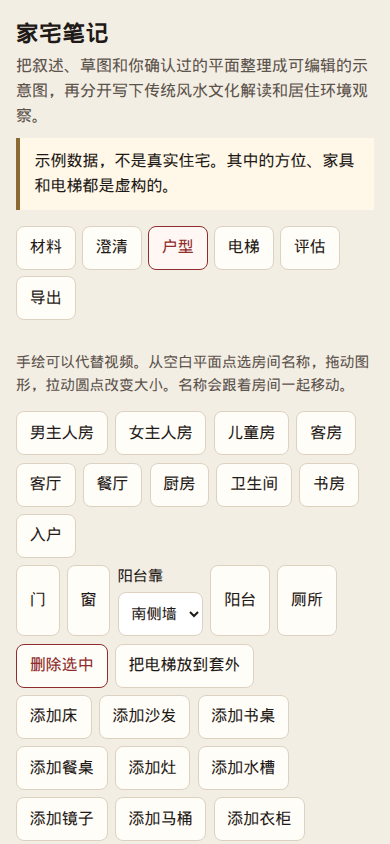 家宅笔记
把叙述、草图和你确认过的平面整理成可编辑的示
意图，再分开写下传统风水文化解读和居住环境观
察。
示例数据，不是真实住宅。其中的方位、家具
和电梯都是虚构的。
材料 澄清 户型 电梯 评估
导出
手绘可以代替视频。从空白平面点选房间名称，拖动图
形，拉动圆点改变大小。名称会跟着房间一起移动。
男主人房 女主人房 儿童房 客房
客厅 餐厅 厨房 卫生间 书房
入户
阳台靠
门 窗 南侧墙 阳台 厕所
删除选中 把电梯放到套外
添加床 添加沙发 添加书桌
添加餐桌 添加灶 添加水槽
添加镜子 添加马桶 添加衣柜